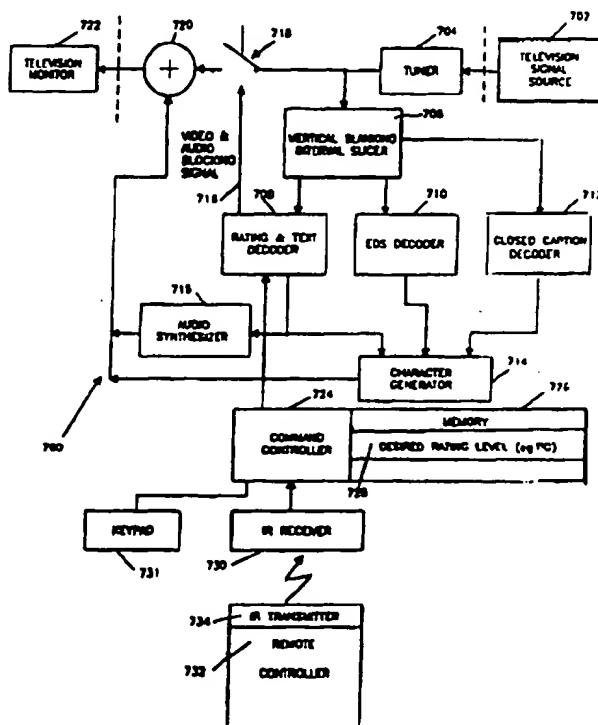 722
720
718
704
702
TELEVISION
MONITOR
+
TUNER
TELEVISION
SIGNAL
SOURCE
706
VIDEO &
AUDIO
BLOCKING
SIGNAL
VERTICAL BLANKING
INTERVAL SLICER
716
708
710
712
RATING & TEXT
DECODER
EDS DECODER
CLOSED CAPTION
DECODER
715
AUDIO
SYNTHESIZER
CHARACTER
GENERATOR
714
700
724
726
COMMAND
CONTROLLER
MEMORY
DESIRED RATING LEVEL (eg PG)
728
KEYPAD
IR RECEIVER
731
730
734
IR TRANSMITTER
732
REMOTE
CONTROLLER